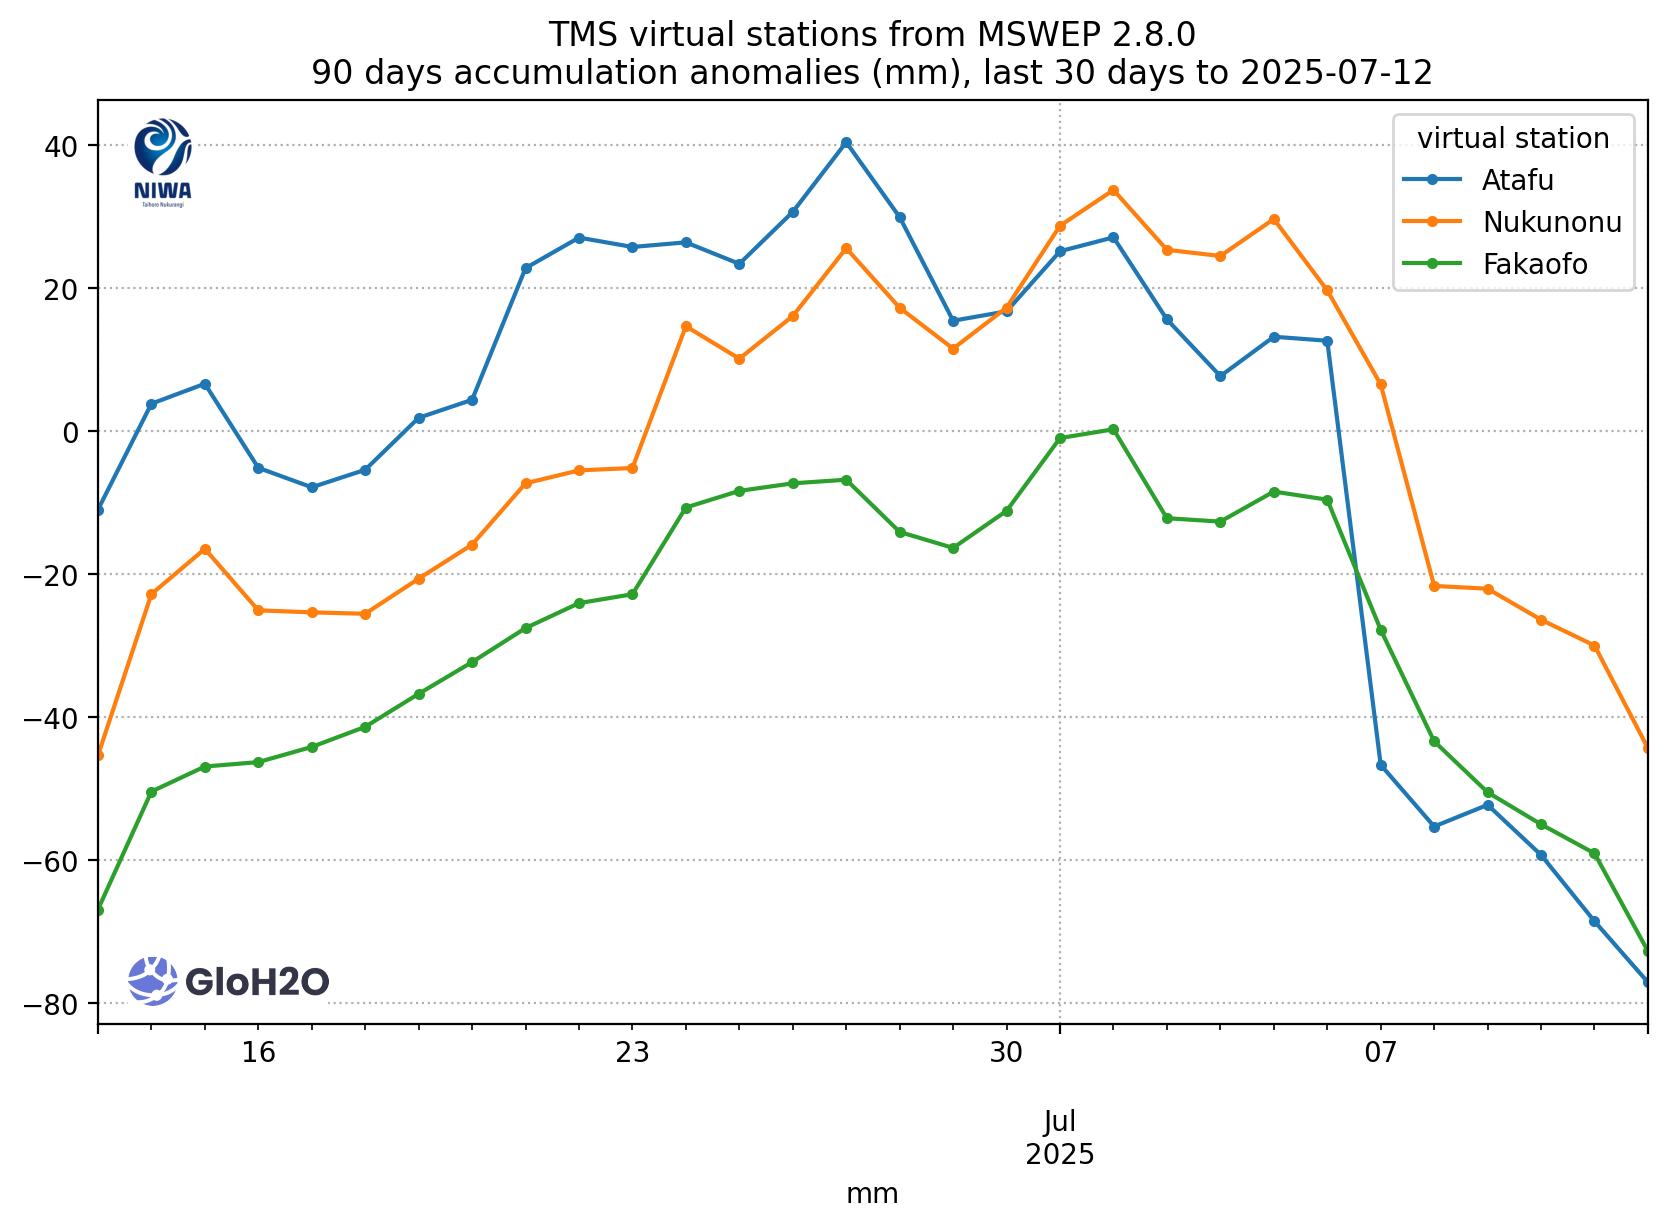 TMS virtual stations from MSWEP 2.8.0
90 days accumulation anomalies (mm), last 30 days to 2025-07-12
40
20
0
−20
−40
−60
−80
NIWA
Taihoro Nukurangi
virtual station
Atafu
Nukunonu
Fakaofo
GloH2O
16
23
30
07
Jul
2025
mm